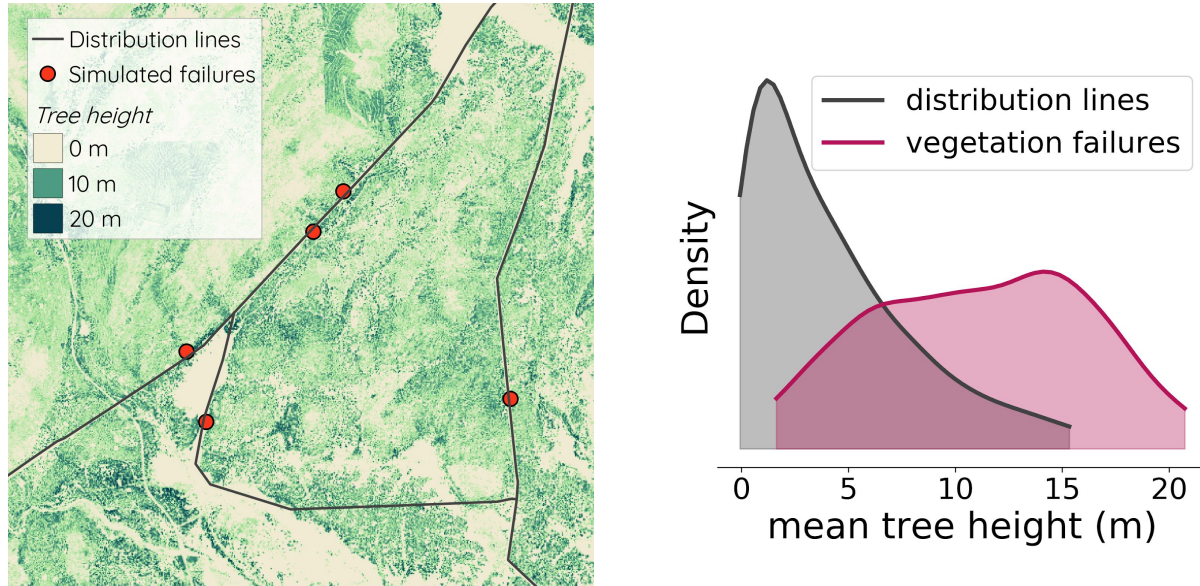 Distribution lines
Simulated failures
Tree height
0 m
10 m
20 m
distribution lines
vegetation failures
Density
0 5 10 15 20
mean tree height (m)